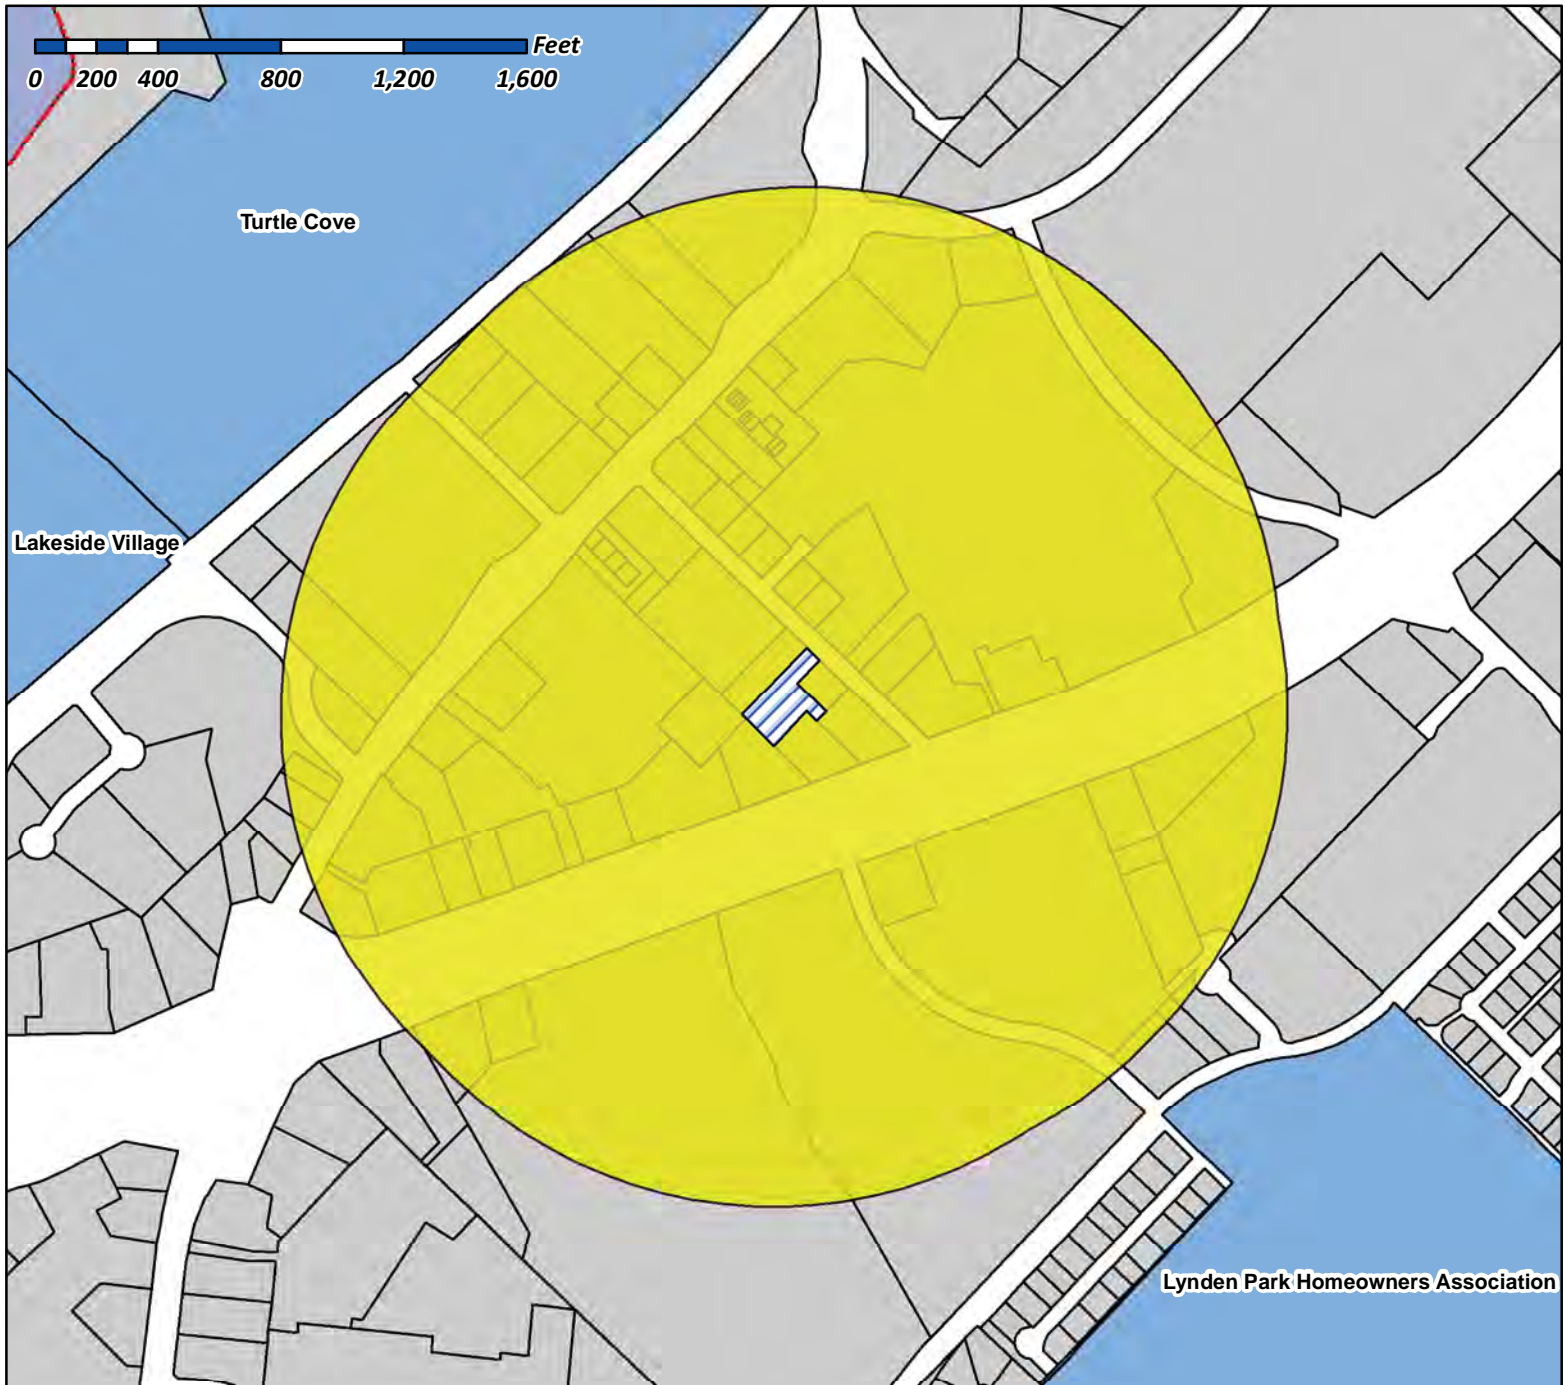 Feet
0 200 400 800 1,200 1,600
Turtle Cove
Lakeside Village
Lynden Park Homeowners Association